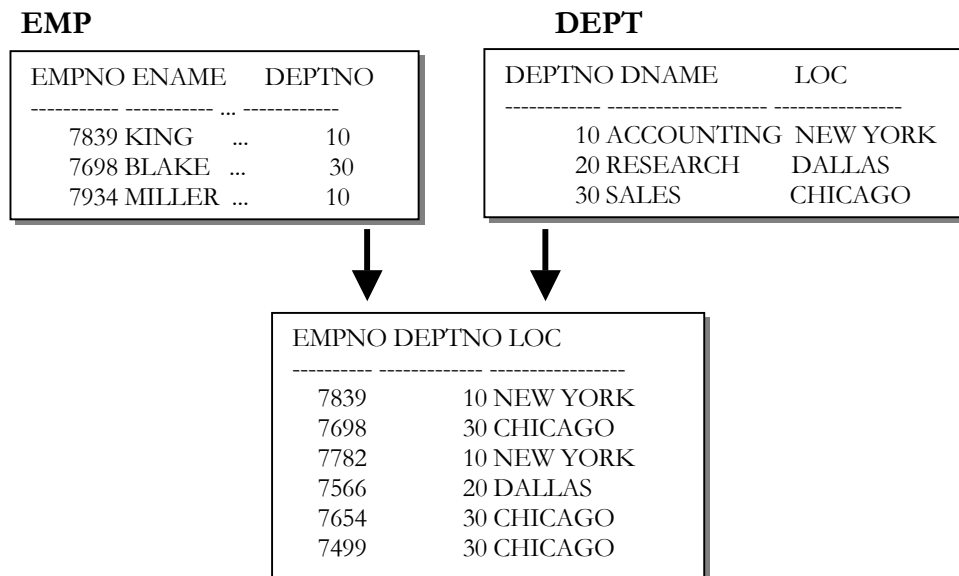 EMP
EMPNO ENAME DEPTNO
----------- ----------- ... ------------
7839 KING ... 10
7698 BLAKE ... 30
7934 MILLER ... 10
DEPT
DEPTNO DNAME LOC
------------ -------------------- ----------------
10 ACCOUNTING NEW YORK
20 RESEARCH DALLAS
30 SALES CHICAGO
EMPNO DEPTNO LOC
---------- ------------- -----------------
7839 10 NEW YORK
7698 30 CHICAGO
7782 10 NEW YORK
7566 20 DALLAS
7654 30 CHICAGO
7499 30 CHICAGO